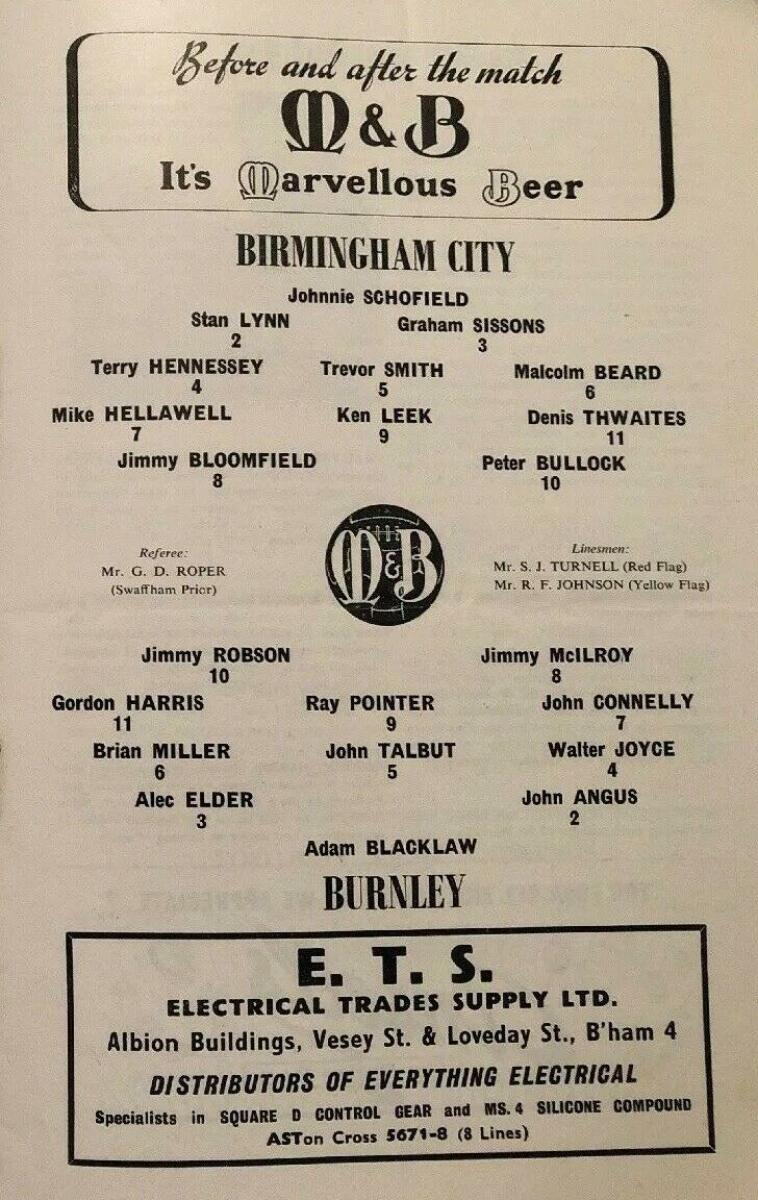 Before and after the match
M & B
It's Marvellous Beer
BIRMINGHAM CITY
Johnnie SCHOFIELD
Stan LYNN Graham SISSONS
2 3
Terry HENNESSEY Trevor SMITH Malcolm BEARD
4 5 6
Mike HELLAWELL Ken LEEK Denis THWAITES
7 9 11
Jimmy BLOOMFIELD Peter BULLOCK
8 10
Referee:
Mr. G. D. ROPER
(Swaffham Prior)
M&B
Linesmen:
Mr. S. J. TURNELL (Red Flag)
Mr. R. F. JOHNSON (Yellow Flag)
Jimmy ROBSON Jimmy McILROY
10 8
Gordon HARRIS Ray POINTER John CONNELLY
11 9 7
Brian MILLER John TALBUT Walter JOYCE
6 5 4
Alec ELDER John ANGUS
3 2
Adam BLACKLAW
BURNLEY
E. T. S.
ELECTRICAL TRADES SUPPLY LTD.
Albion Buildings, Vesey St. & Loveday St., B'ham 4
DISTRIBUTORS OF EVERYTHING ELECTRICAL
Specialists in SQUARE D CONTROL GEAR and MS. 4 SILICONE COMPOUND
ASTon Cross 5671-8 (8 Lines)